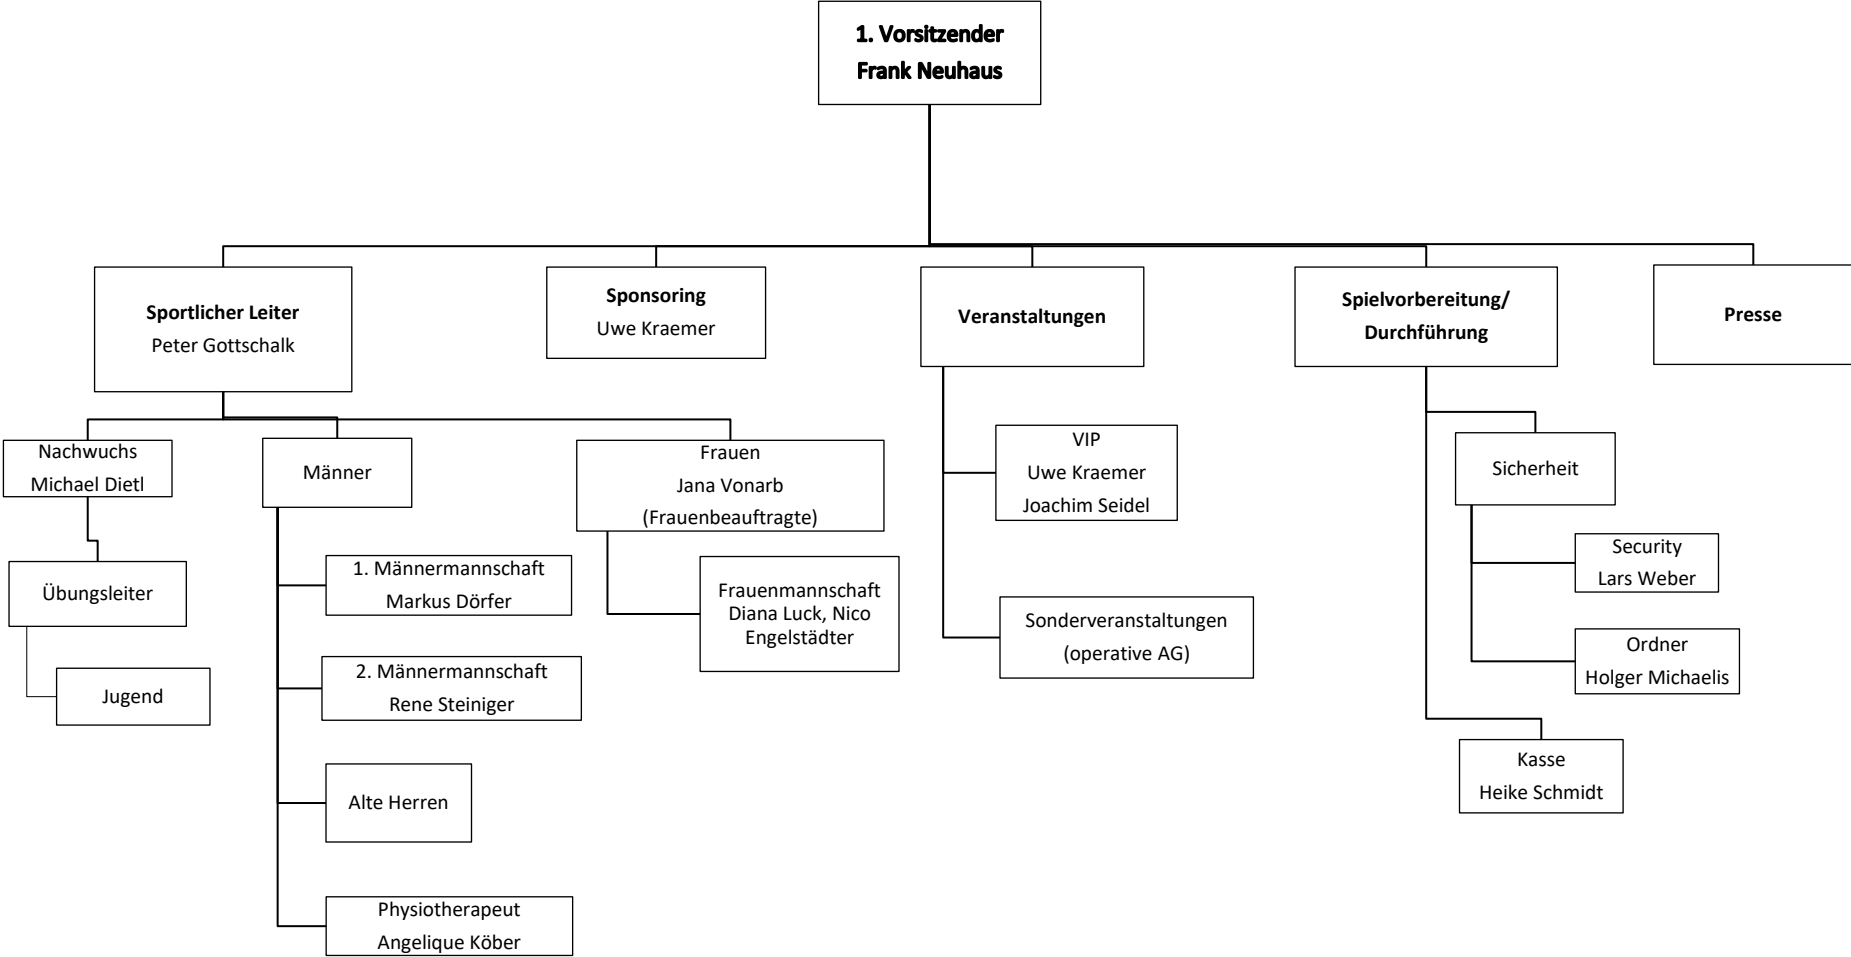 1. Vorsitzender
Frank Neuhaus
Sportlicher Leiter
Peter Gottschalk
Sponsoring
Uwe Kraemer
Veranstaltungen
Spielvorbereitung/
Durchführung
Presse
Nachwuchs
Michael Dietl
Übungsleiter
Jugend
Männer
1. Männermannschaft
Markus Dörfer
2. Männermannschaft
Rene Steiniger
Alte Herren
Physiotherapeut
Angelique Köber
Frauen
Jana Vonarb
(Frauenbeauftragte)
Frauenmannschaft
Diana Luck, Nico
Engelstädter
VIP
Uwe Kraemer
Joachim Seidel
Sonderveranstaltungen
(operative AG)
Sicherheit
Security
Lars Weber
Ordner
Holger Michaelis
Kasse
Heike Schmidt